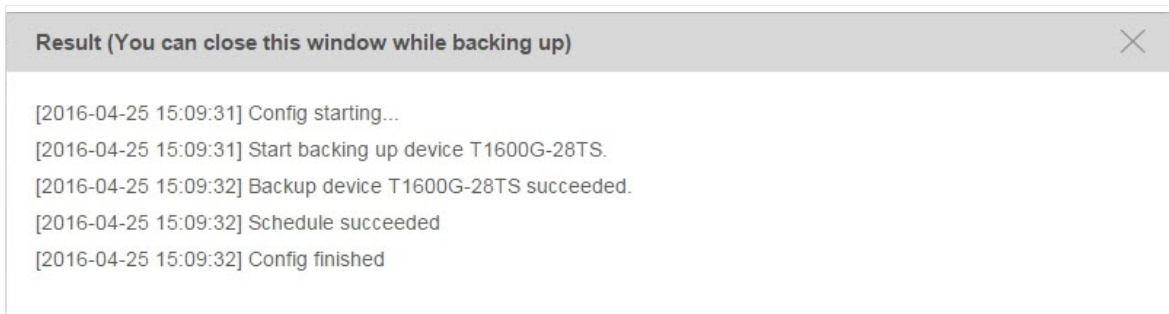 Result (You can close this window while backing up)
[2016-04-25 15:09:31] Config starting...
[2016-04-25 15:09:31] Start backing up device T1600G-28TS.
[2016-04-25 15:09:32] Backup device T1600G-28TS succeeded.
[2016-04-25 15:09:32] Schedule succeeded
[2016-04-25 15:09:32] Config finished